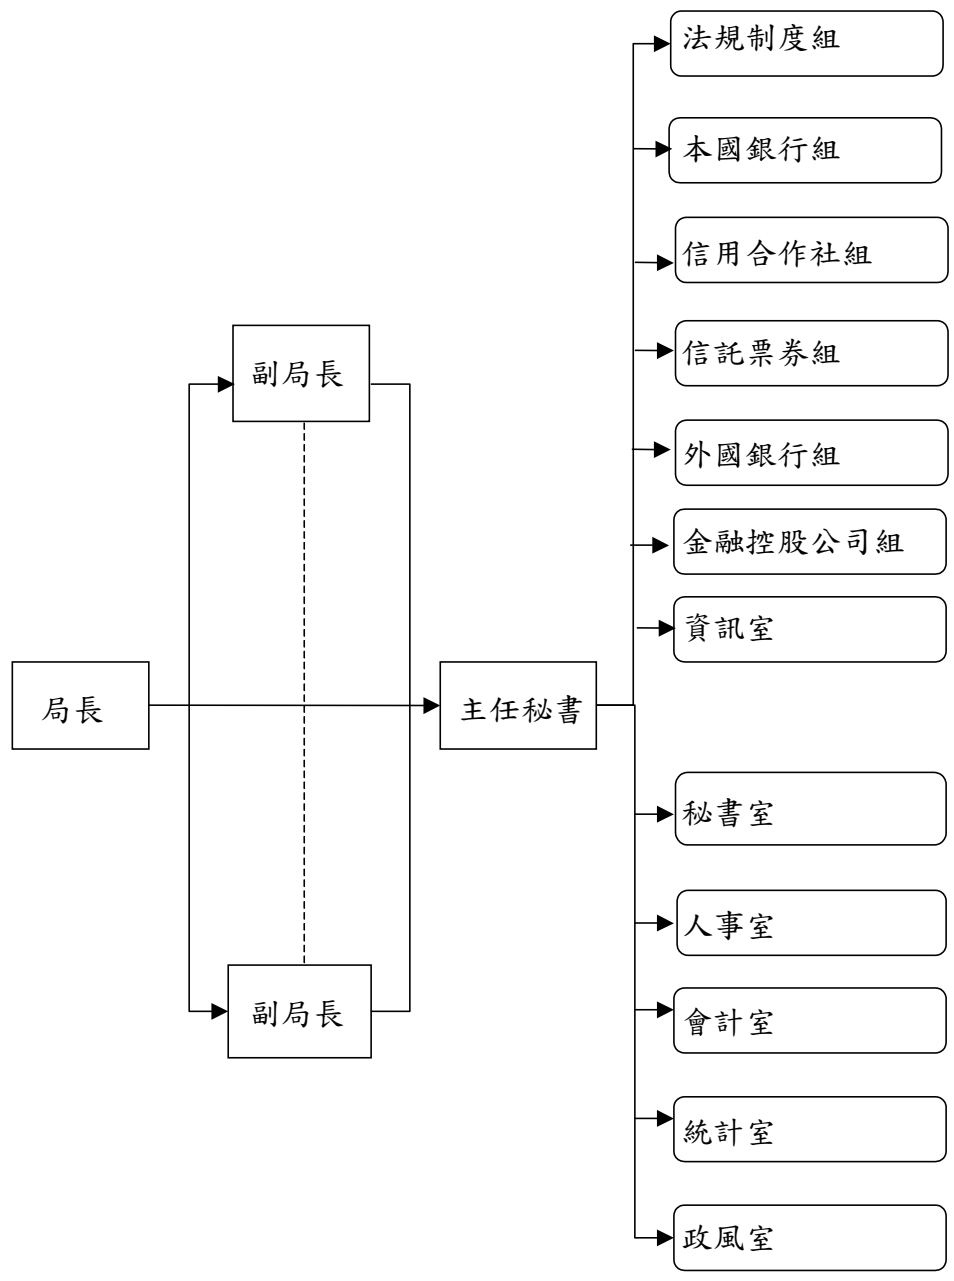 局長
副局長
副局長
主任秘書
法規制度組
本國銀行組
信用合作社組
信託票券組
外國銀行組
金融控股公司組
資訊室
秘書室
人事室
會計室
統計室
政風室